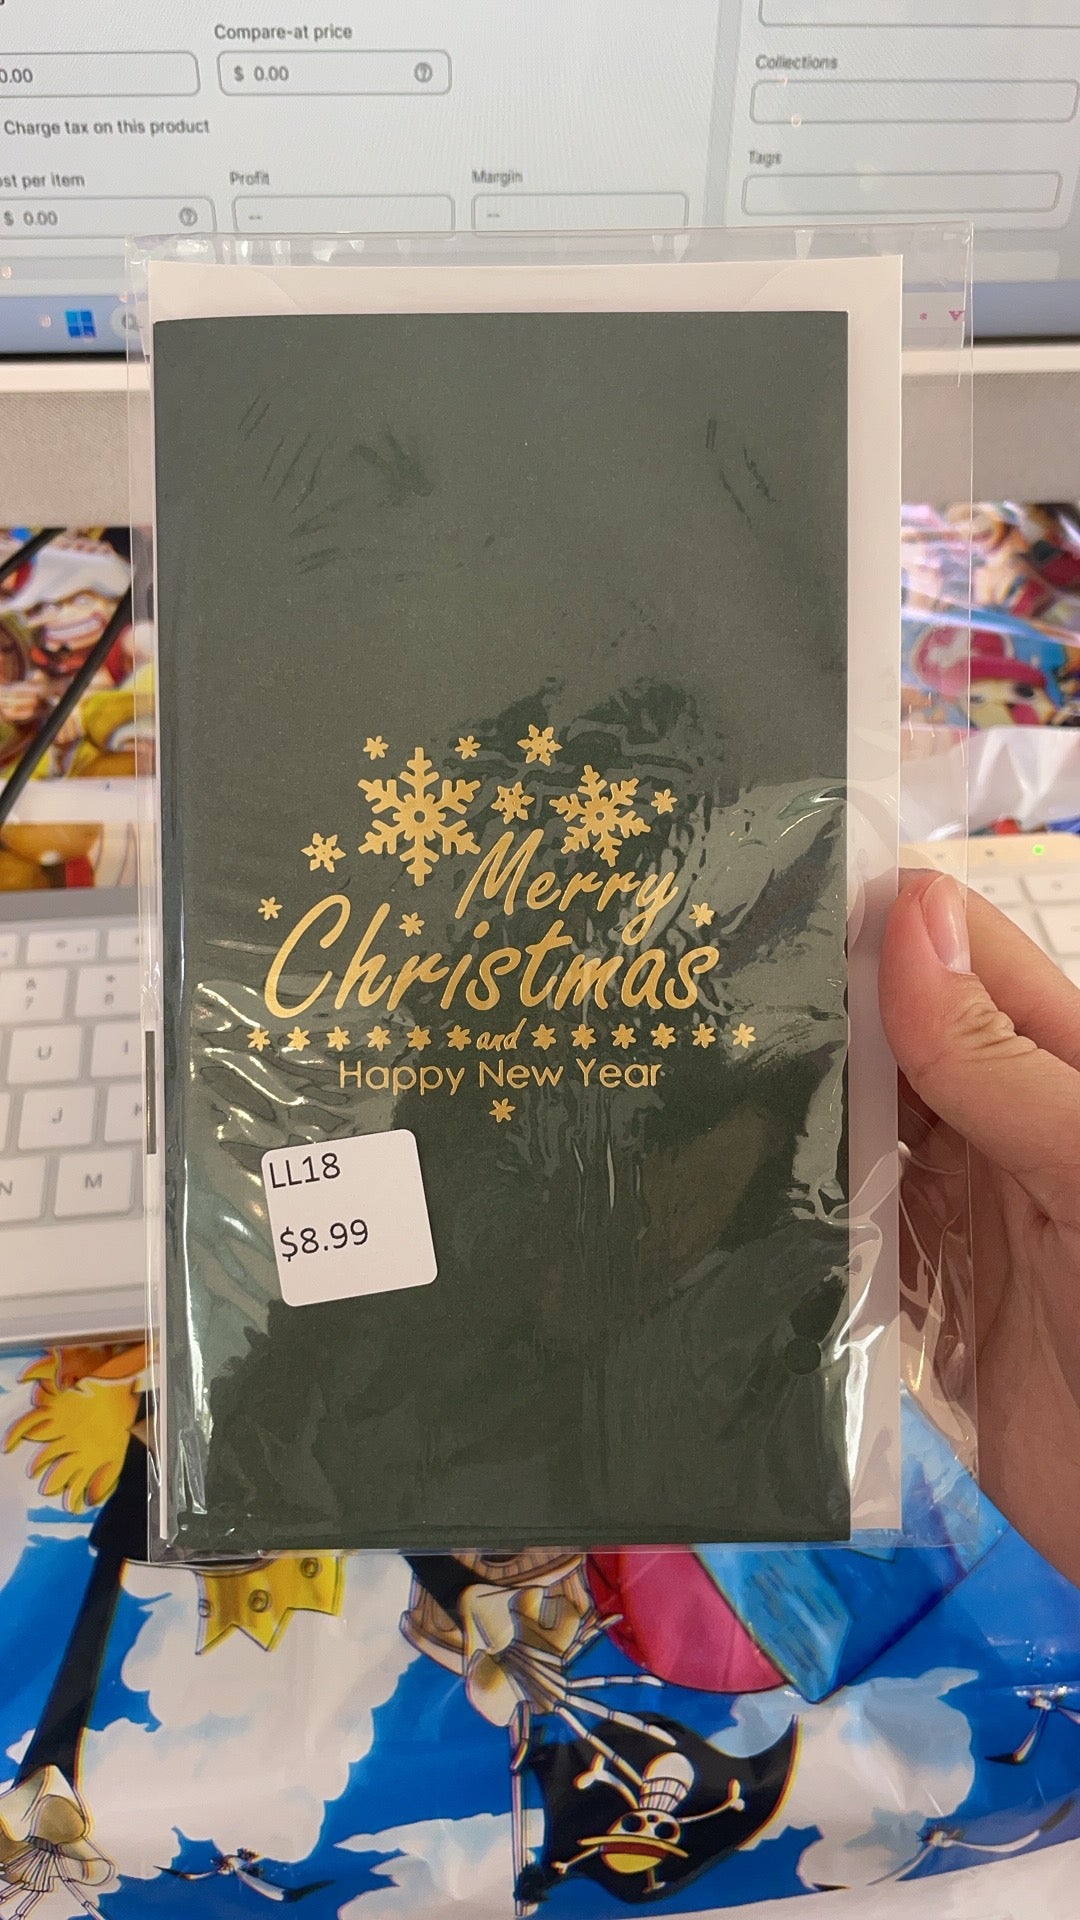 Compare-at price
0.00
$ 0.00
Collections
Charge tax on this product
Tags
st per item
Profit
Margin
$ 0.00
--
--
Merry
Christmas
and
Happy New Year
LL18
$8.99
U
I
J
N
M